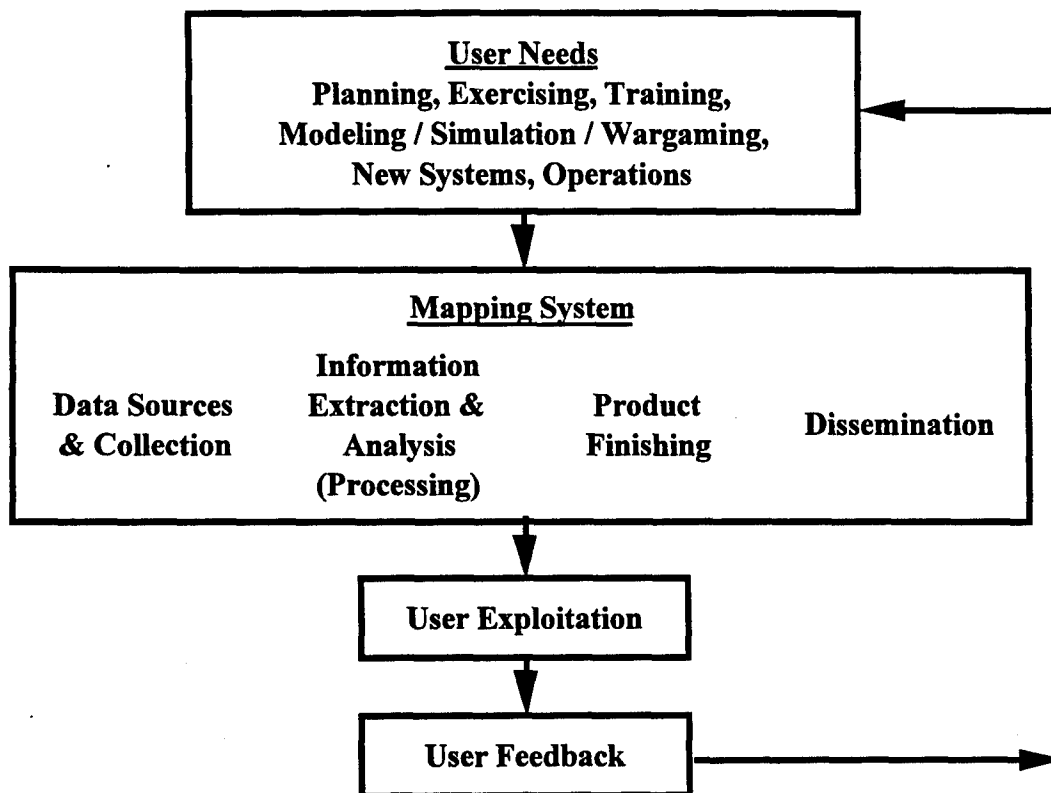 User Needs
Planning, Exercising, Training,
Modeling / Simulation / Wargaming,
New Systems, Operations
Mapping System
Data Sources
& Collection
Information
Extraction &
Analysis
(Processing)
Product
Finishing
Dissemination
User Exploitation
User Feedback